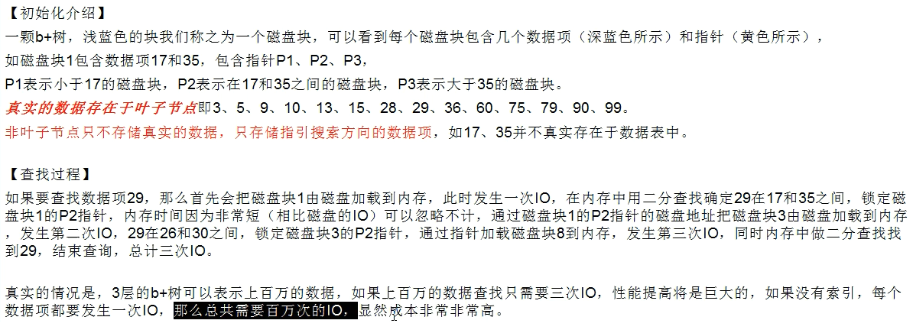 【初始化介绍】
一颗b+树，浅蓝色的块我们称之为一个磁盘块，可以看到每个磁盘块包含几个数据项（深蓝色所示）和指针（黄色所示），
如磁盘块1包含数据项17和35，包含指针P1、P2、P3，
P1表示小于17的磁盘块，P2表示在17和35之间的磁盘块，P3表示大于35的磁盘块。
真实的数据存在于叶子节点即3、5、9、10、13、15、28、29、36、60、75、79、90、99。
非叶子节点只不存储真实的数据，只存储指引搜索方向的数据项，如17、35并不真实存在于数据表中。
【查找过程】
如果要查找数据项29，那么首先会把磁盘块1由磁盘加载到内存，此时发生一次IO，在内存中用二分查找确定29在17和35之间，锁定磁
盘块1的P2指针，内存时间因为非常短（相比磁盘的IO）可以忽略不计，通过磁盘块1的P2指针的磁盘地址把磁盘块3由磁盘加载到内存
，发生第二次IO，29在26和30之间，锁定磁盘块3的P2指针，通过指针加载磁盘块8到内存，发生第三次IO，同时内存中做二分查找找
到29，结束查询，总计三次IO。
真实的情况是，3层的b+树可以表示上百万的数据，如果上百万的数据查找只需要三次IO，性能提高将是巨大的，如果没有索引，每个
数据项都要发生一次IO，那么总共需要百万次的IO，显然成本非常非常高。